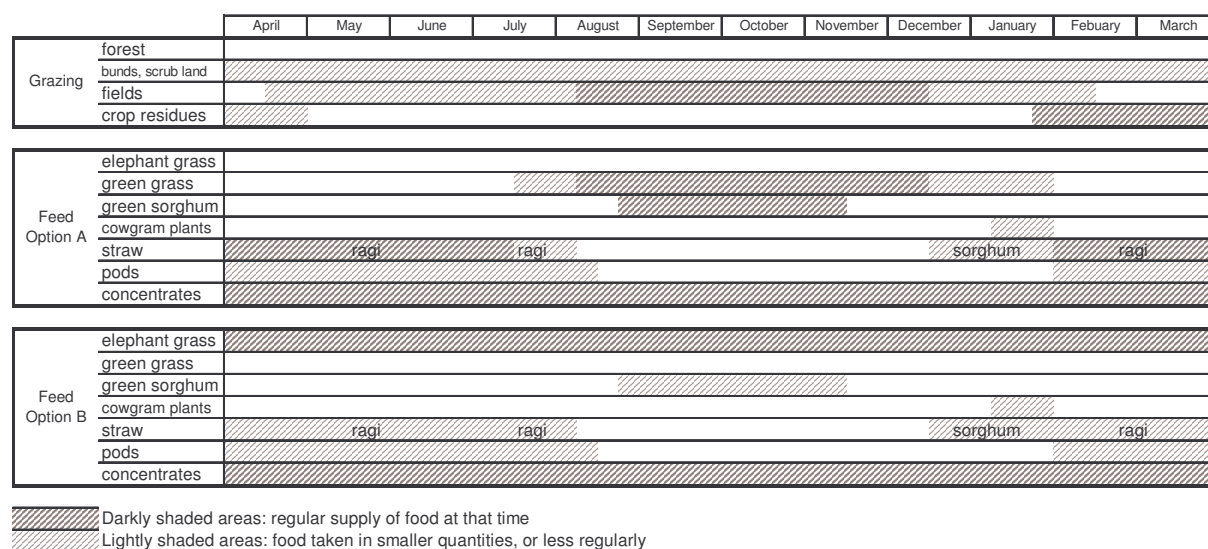 April May June July August September October November December January Febuary March
Grazing
forest
bunds, scrub land
fields
crop residues
Feed
Option A
elephant grass
green grass
green sorghum
cowgram plants
straw ragi ragi sorghum ragi
pods
concentrates
Feed
Option B
elephant grass
green grass
green sorghum
cowgram plants
straw ragi ragi sorghum ragi
pods
concentrates
Darkly shaded areas: regular supply of food at that time
Lightly shaded areas: food taken in smaller quantities, or less regularly